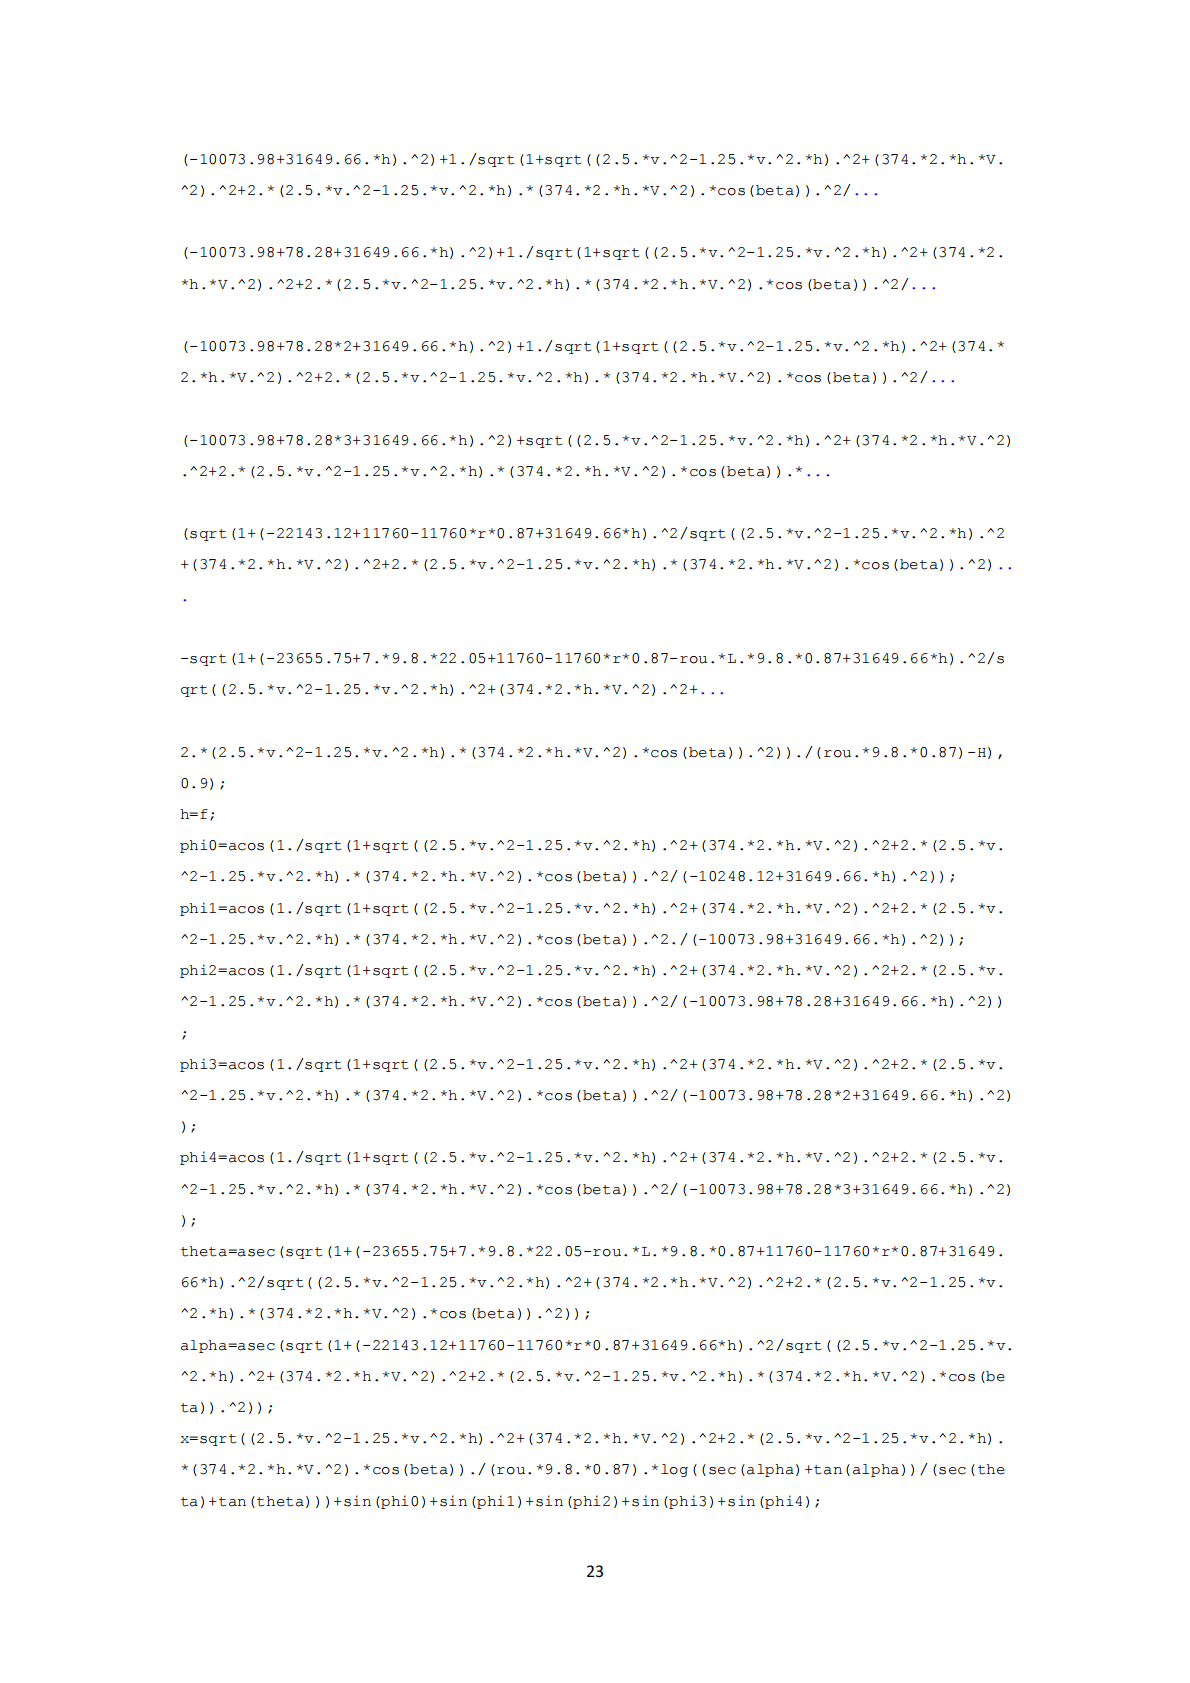 (-10073.98+31649.66.*h).^2)+1./sqrt(1+sqrt((2.5.*v.^2-1.25.*v.^2.*h).^2+(374.*2.*h.*V.
^2).^2+2.*(2.5.*v.^2-1.25.*v.^2.*h).*(374.*2.*h.*V.^2).*cos(beta)).^2/...
(-10073.98+78.28+31649.66.*h).^2)+1./sqrt(1+sqrt((2.5.*v.^2-1.25.*v.^2.*h).^2+(374.*2.
*h.*V.^2).^2+2.*(2.5.*v.^2-1.25.*v.^2.*h).*(374.*2.*h.*V.^2).*cos(beta)).^2/...
(-10073.98+78.28*2+31649.66.*h).^2)+1./sqrt(1+sqrt((2.5.*v.^2-1.25.*v.^2.*h).^2+(374.*
2.*h.*V.^2).^2+2.*(2.5.*v.^2-1.25.*v.^2.*h).*(374.*2.*h.*V.^2).*cos(beta)).^2/...
(-10073.98+78.28*3+31649.66.*h).^2)+sqrt((2.5.*v.^2-1.25.*v.^2.*h).^2+(374.*2.*h.*V.^2)
.^2+2.*(2.5.*v.^2-1.25.*v.^2.*h).*(374.*2.*h.*V.^2).*cos(beta)).*...
(sqrt(1+(-22143.12+11760-11760*r*0.87+31649.66*h).^2/sqrt((2.5.*v.^2-1.25.*v.^2.*h).^2
+(374.*2.*h.*V.^2).^2+2.*(2.5.*v.^2-1.25.*v.^2.*h).*(374.*2.*h.*V.^2).*cos(beta)).^2)..
.
-sqrt(1+(-23655.75+7.*9.8.*22.05+11760-11760*r*0.87-rou.*L.*9.8.*0.87+31649.66*h).^2/s
qrt((2.5.*v.^2-1.25.*v.^2.*h).^2+(374.*2.*h.*V.^2).^2+...
2.*(2.5.*v.^2-1.25.*v.^2.*h).*(374.*2.*h.*V.^2).*cos(beta)).^2))./(rou.*9.8.*0.87)-H),
0.9);
h=f;
phi0=acos(1./sqrt(1+sqrt((2.5.*v.^2-1.25.*v.^2.*h).^2+(374.*2.*h.*V.^2).^2+2.*(2.5.*v.
^2-1.25.*v.^2.*h).*(374.*2.*h.*V.^2).*cos(beta)).^2/(-10248.12+31649.66.*h).^2));
phi1=acos(1./sqrt(1+sqrt((2.5.*v.^2-1.25.*v.^2.*h).^2+(374.*2.*h.*V.^2).^2+2.*(2.5.*v.
^2-1.25.*v.^2.*h).*(374.*2.*h.*V.^2).*cos(beta)).^2./(-10073.98+31649.66.*h).^2));
phi2=acos(1./sqrt(1+sqrt((2.5.*v.^2-1.25.*v.^2.*h).^2+(374.*2.*h.*V.^2).^2+2.*(2.5.*v.
^2-1.25.*v.^2.*h).*(374.*2.*h.*V.^2).*cos(beta)).^2/(-10073.98+78.28+31649.66.*h).^2))
;
phi3=acos(1./sqrt(1+sqrt((2.5.*v.^2-1.25.*v.^2.*h).^2+(374.*2.*h.*V.^2).^2+2.*(2.5.*v.
^2-1.25.*v.^2.*h).*(374.*2.*h.*V.^2).*cos(beta)).^2/(-10073.98+78.28*2+31649.66.*h).^2)
);
phi4=acos(1./sqrt(1+sqrt((2.5.*v.^2-1.25.*v.^2.*h).^2+(374.*2.*h.*V.^2).^2+2.*(2.5.*v.
^2-1.25.*v.^2.*h).*(374.*2.*h.*V.^2).*cos(beta)).^2/(-10073.98+78.28*3+31649.66.*h).^2)
);
theta=asec(sqrt(1+(-23655.75+7.*9.8.*22.05-rou.*L.*9.8.*0.87+11760-11760*r*0.87+31649.
66*h).^2/sqrt((2.5.*v.^2-1.25.*v.^2.*h).^2+(374.*2.*h.*V.^2).^2+2.*(2.5.*v.^2-1.25.*v.
^2.*h).*(374.*2.*h.*V.^2).*cos(beta)).^2));
alpha=asec(sqrt(1+(-22143.12+11760-11760*r*0.87+31649.66*h).^2/sqrt((2.5.*v.^2-1.25.*v.
^2.*h).^2+(374.*2.*h.*V.^2).^2+2.*(2.5.*v.^2-1.25.*v.^2.*h).*(374.*2.*h.*V.^2).*cos(be
ta)).^2));
x=sqrt((2.5.*v.^2-1.25.*v.^2.*h).^2+(374.*2.*h.*V.^2).^2+2.*(2.5.*v.^2-1.25.*v.^2.*h).
*(374.*2.*h.*V.^2).*cos(beta))./(rou.*9.8.*0.87).*log((sec(alpha)+tan(alpha))/(sec(the
ta)+tan(theta)))+sin(phi0)+sin(phi1)+sin(phi2)+sin(phi3)+sin(phi4);
23